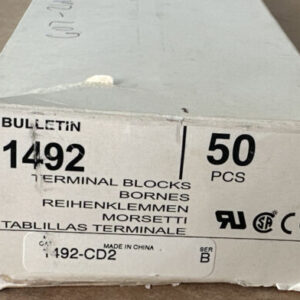 BULLETIN
1492
50
PCS
TERMINAL BLOCKS
BORNES
REIHENKLEMMEN
MORSETTI
TABLILLAS TERMINALE
CAT
MADE IN CHINA
SER
1492-CD2
B